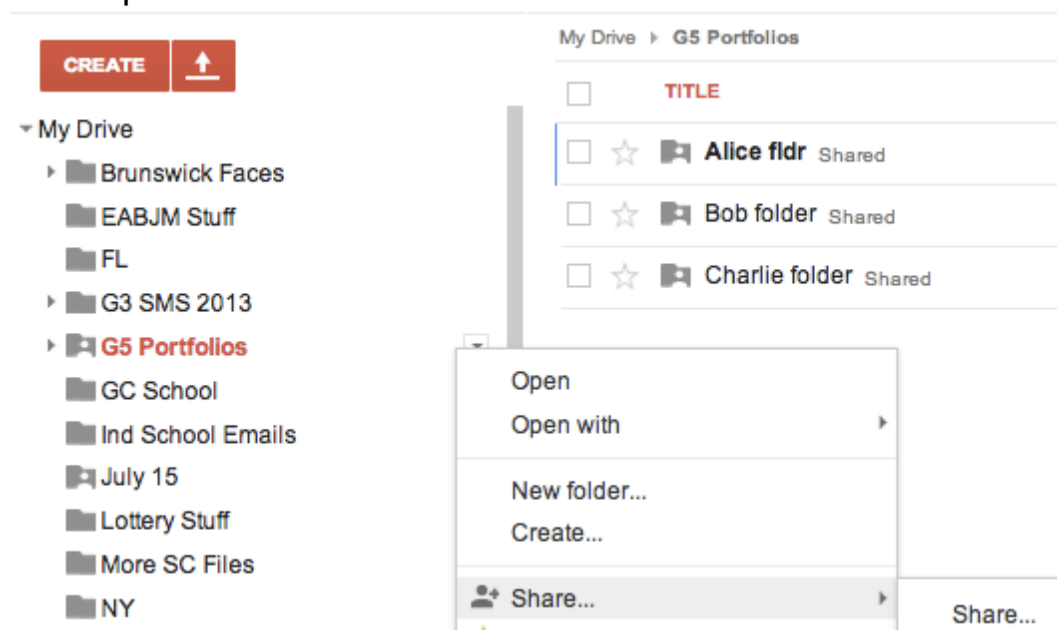 CREATE
My Drive
Brunswick Faces
EABJM Stuff
FL
G3 SMS 2013
G5 Portfolios
GC School
Ind School Emails
July 15
Lottery Stuff
More SC Files
NY
My Drive G5 Portfolios
TITLE
Alice fldr Shared
Bob folder Shared
Charlie folder Shared
Open
Open with
New folder...
Create...
Share...
Share...